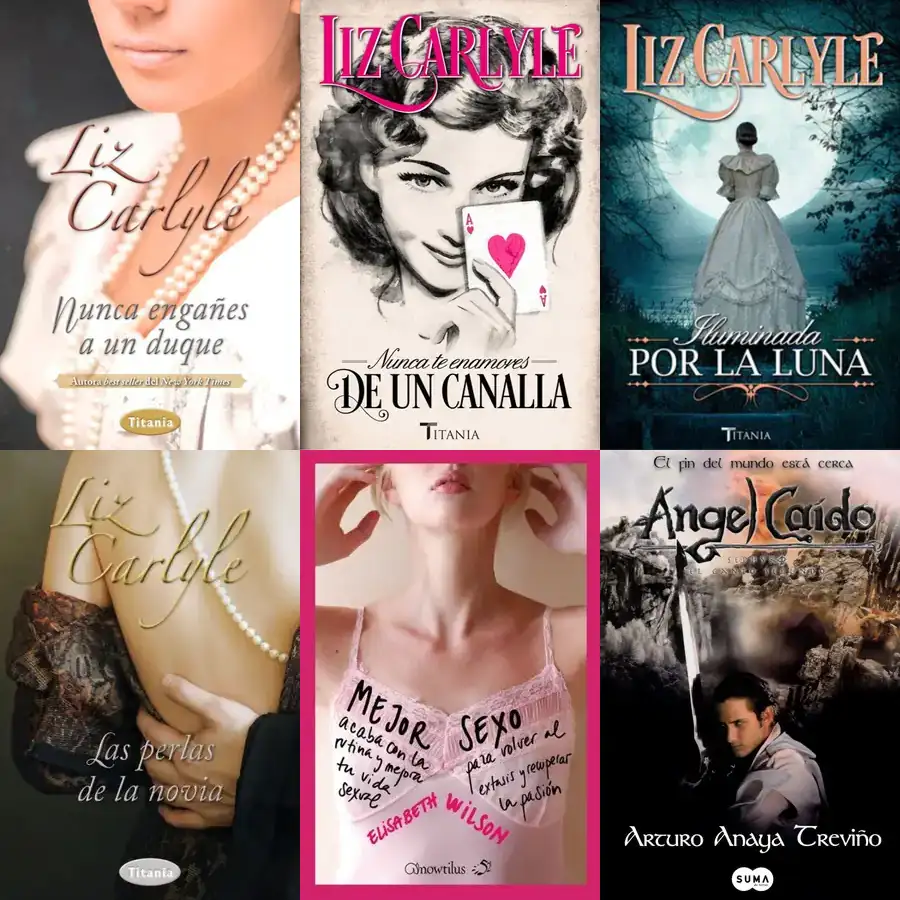 Liz
Carlyle
Nunca engañes
a un duque
Autora best seller del New York Times
Titania
LIZ CARLYLE
Nunca te enamores
DE UN CANALLA
TITANIA
A
A
LIZ CARLYLE
Iluminada
POR LA LUNA
TITANIA
Liz
Carlyle
Las perlas
de la novia
Titania
MEJOR
acaba con la
rutina y mejora
tu vida
sexual
SEXO
para volver al
extasis y recuperar
la pasión
ELISABETH WILSON
nowtilus
El fin del mundo está cerca
Angel Caído
Arturo Anaya Treviño
SUMA